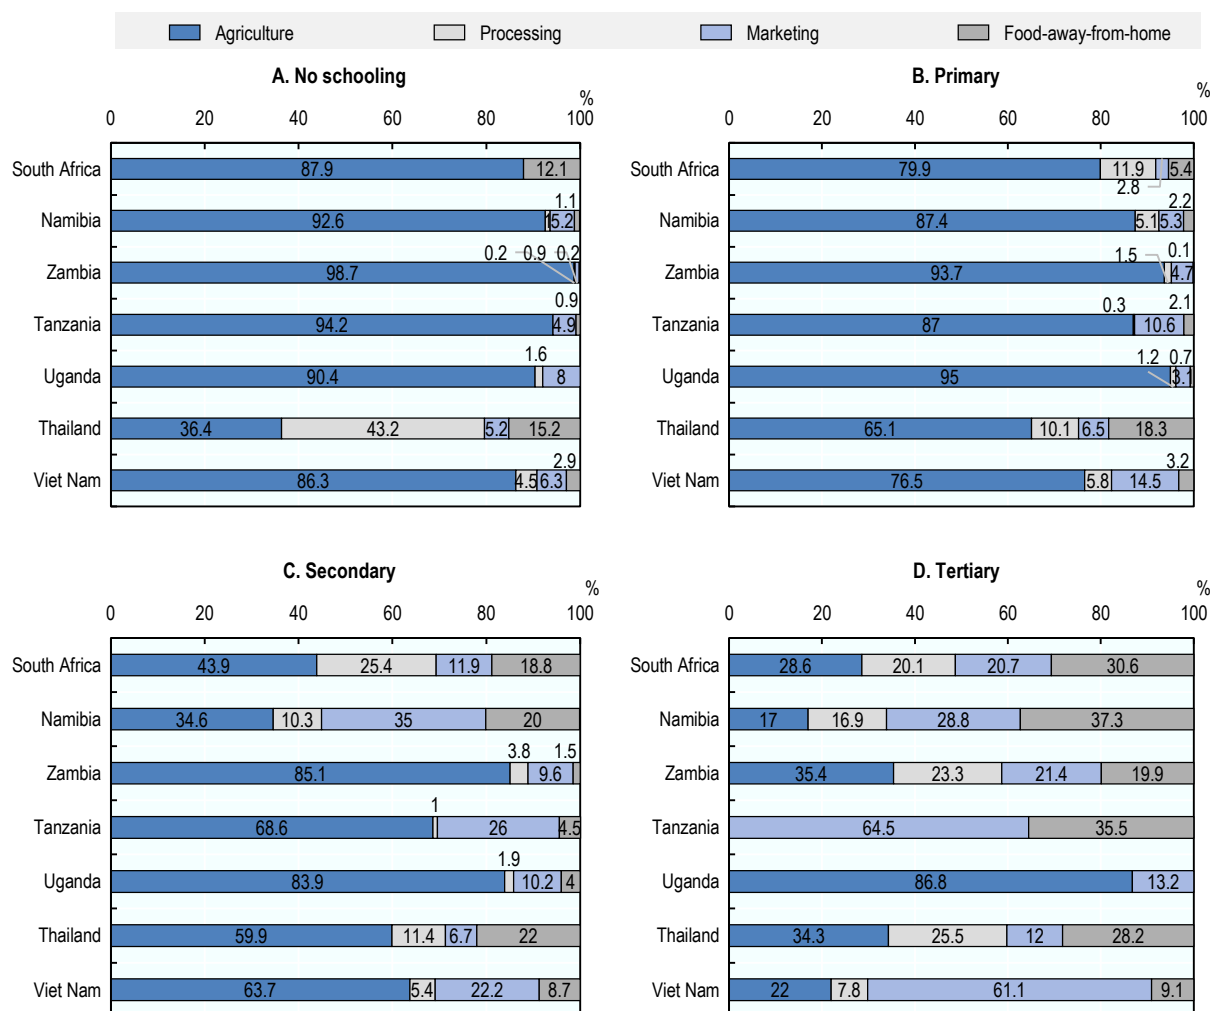 Agriculture Processing Marketing Food-away-from-home
A. No schooling
%
0 20 40 60 80 100
South Africa 87.9 12.1
1.1
Namibia 92.6 1 5.2
0.2 0.9 0.2
Zambia 98.7
0.9
Tanzania 94.2 4.9
1.6
Uganda 90.4 8
Thailand 36.4 43.2 5.2 15.2
2.9
Viet Nam 86.3 4.5 6.3
B. Primary
%
0 20 40 60 80 100
South Africa 79.9 11.9 5.4
2.8
2.2
Namibia 87.4 5.1 5.3
1.5 0.1
Zambia 93.7 4.7
0.3 2.1
Tanzania 87 10.6
1.2 0.7
Uganda 95 3.1
Thailand 65.1 10.1 6.5 18.3
3.2
Viet Nam 76.5 5.8 14.5
C. Secondary
%
0 20 40 60 80 100
South Africa 43.9 25.4 11.9 18.8
Namibia 34.6 10.3 35 20
3.8 1.5
Zambia 85.1 9.6
1
Tanzania 68.6 26 4.5
1.9
Uganda 83.9 10.2 4
Thailand 59.9 11.4 6.7 22
Viet Nam 63.7 5.4 22.2 8.7
D. Tertiary
%
0 20 40 60 80 100
South Africa 28.6 20.1 20.7 30.6
Namibia 17 16.9 28.8 37.3
Zambia 35.4 23.3 21.4 19.9
Tanzania 64.5 35.5
Uganda 86.8 13.2
Thailand 34.3 25.5 12 28.2
Viet Nam 22 7.8 61.1 9.1